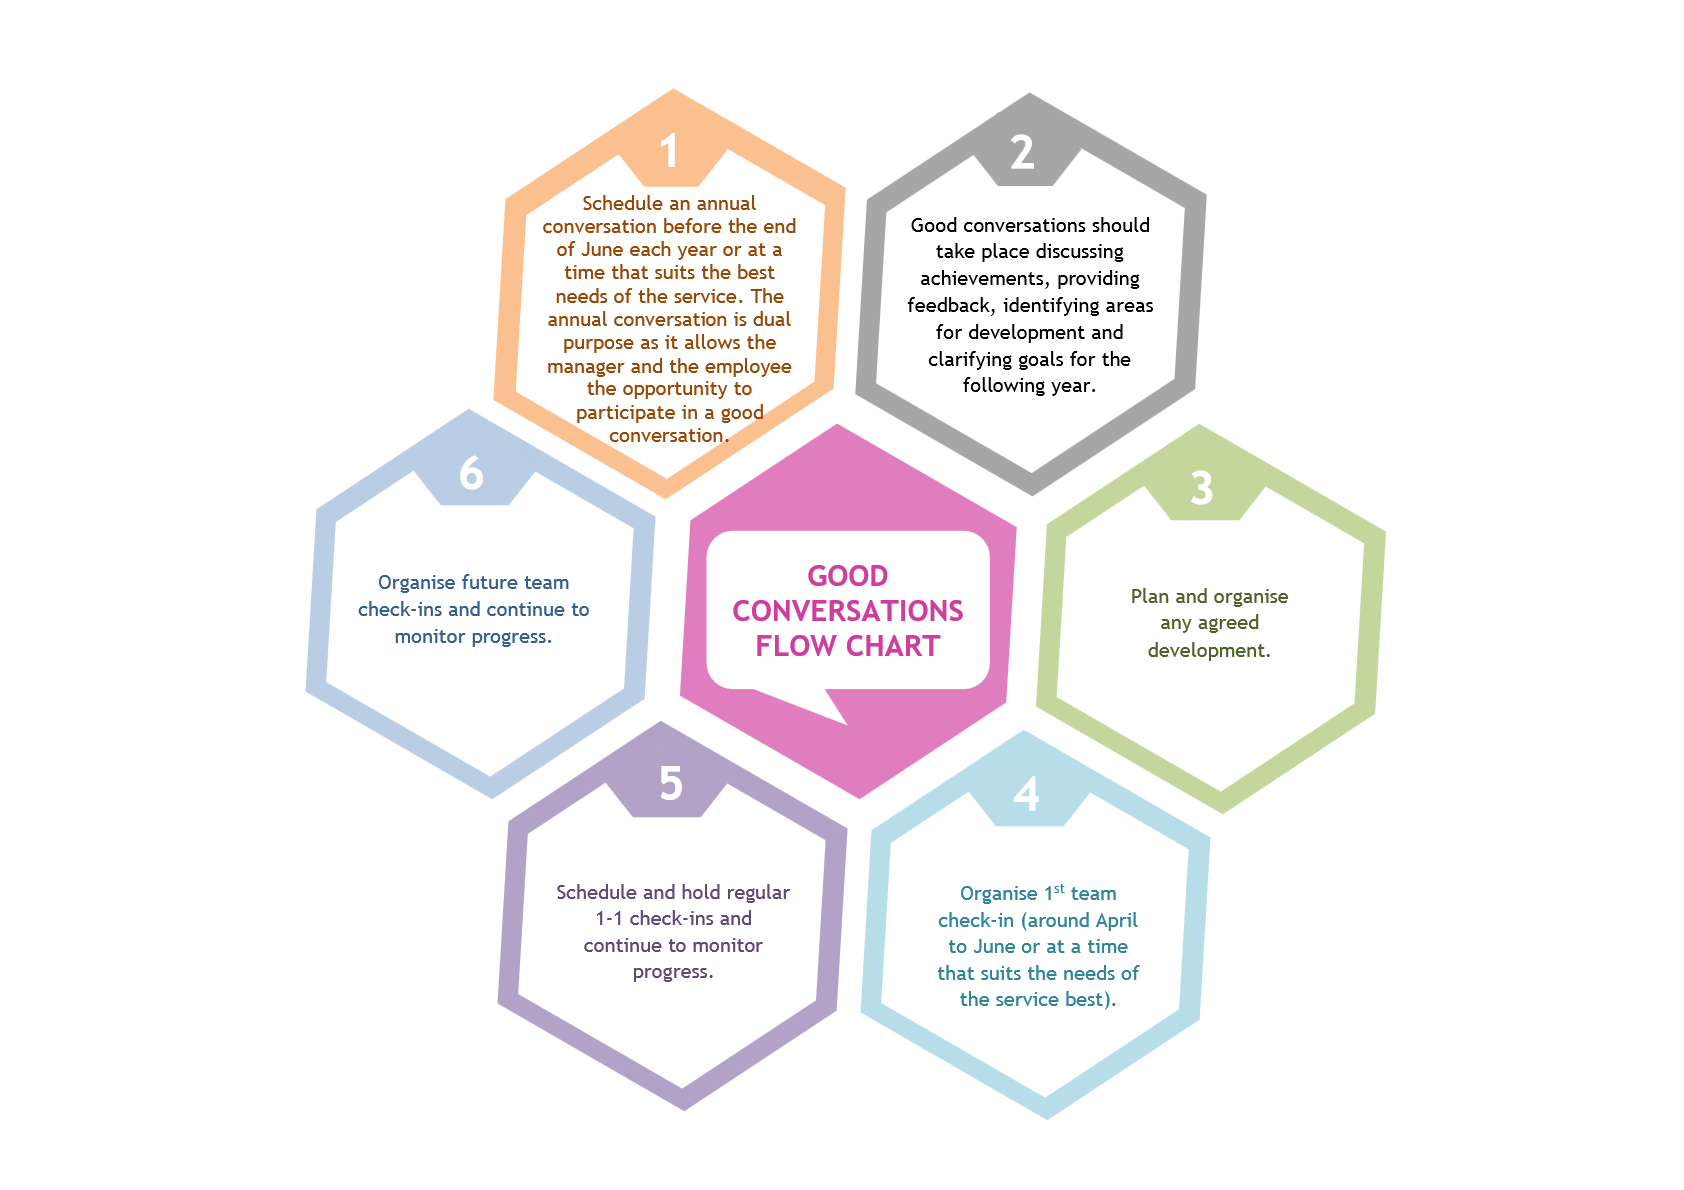 1
Schedule an annual
conversation before the end
of June each year or at a
time that suits the best
needs of the service. The
annual conversation is dual
purpose as it allows the
manager and the employee
the opportunity to
participate in a good
conversation.
2
Good conversations should
take place discussing
achievements, providing
feedback, identifying areas
for development and
clarifying goals for the
following year.
3
Plan and organise
any agreed
development.
4
Organise 1st team
check-in (around April
to June or at a time
that suits the needs of
the service best).
5
Schedule and hold regular
1-1 check-ins and
continue to monitor
progress.
6
Organise future team
check-ins and continue to
monitor progress.
GOOD
CONVERSATIONS
FLOW CHART